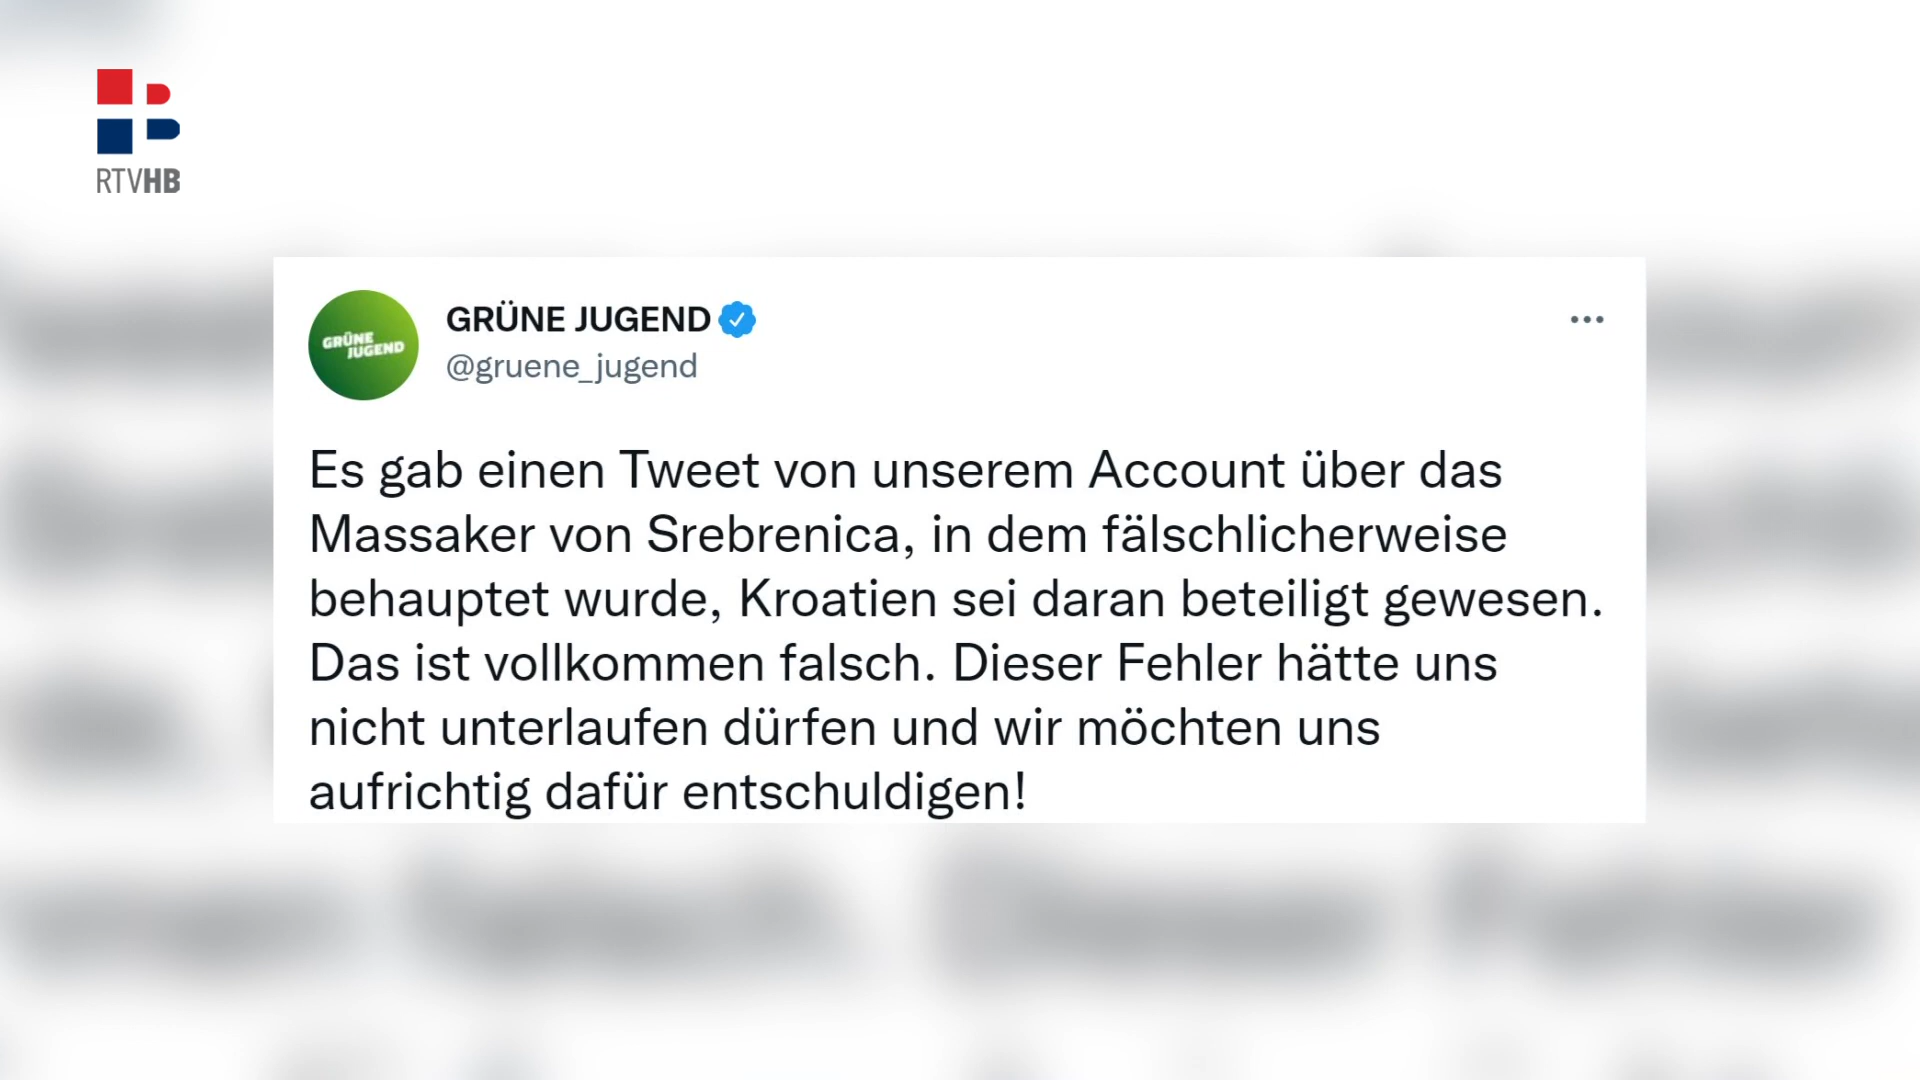 RTVHB
GRÜNE JUGEND
GRÜNE JUGEND
@gruene_jugend
Es gab einen Tweet von unserem Account über das
Massaker von Srebrenica, in dem fälschlicherweise
behauptet wurde, Kroatien sei daran beteiligt gewesen.
Das ist vollkommen falsch. Dieser Fehler hätte uns
nicht unterlaufen dürfen und wir möchten uns
aufrichtig dafür entschuldigen!